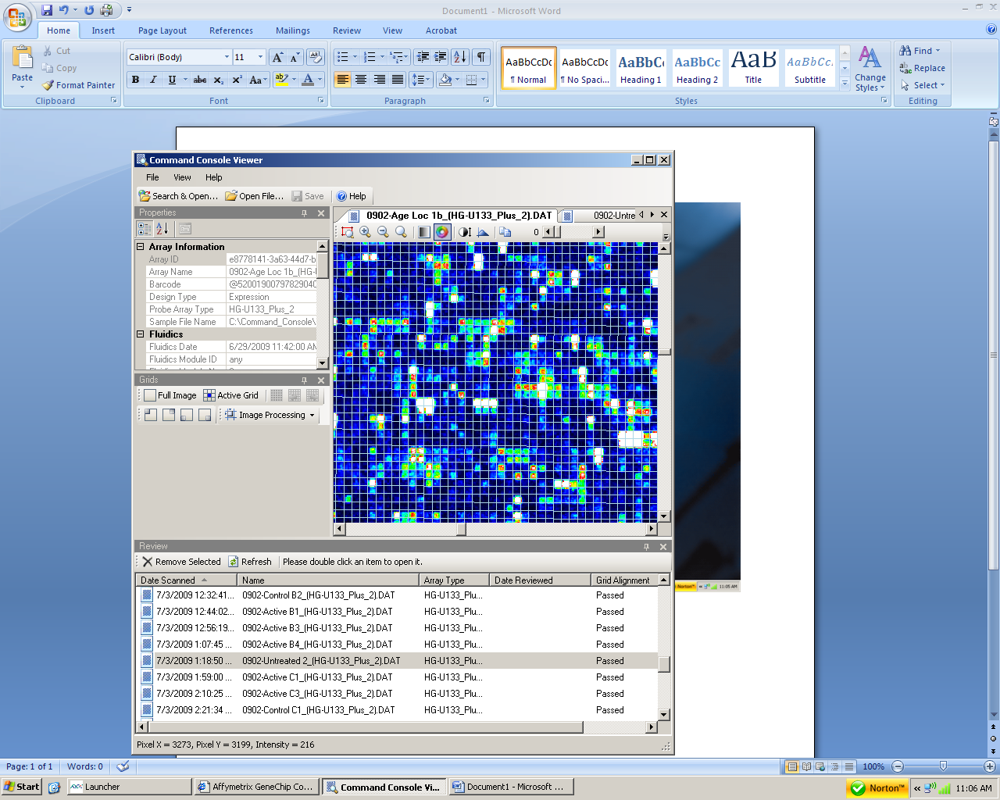 Document1 - Microsoft Word
Home Insert Page Layout References Mailings Review View Acrobat
Paste
Cut
Copy
Format Painter
Clipboard
Calibri (Body) 11
B I U abc x₂ x² Aa
Font
Paragraph
AaBbCcDc AaBbCcDc AaBbC AaBbCc AaB AaBbCc
¶ Normal ¶ No Spaci... Heading 1 Heading 2 Title Subtitle
Change Styles
Styles
Find
Replace
Select
Editing
Command Console Viewer
File View Help
Search & Open... Open File... Save Help
Properties
Array Information
Array ID e8778141-3a63-44d7-b
Array Name 0902-Age Loc 1b_(HG-U
Barcode @52001900797829040
Design Type Expression
Probe Array Type HG-U133_Plus_2
Sample File Name C:\Command_Console\
Fluidics
Fluidics Date 6/29/2009 11:42:00 AM
Fluidics Module ID any
Grids
Full Image Active Grid
Image Processing
0902-Age Loc 1b_(HG-U133_Plus_2).DAT 0902-Untre
0
Review
Remove Selected Refresh Please double click an item to open it.
Date Scanned Name Array Type Date Reviewed Grid Alignment
7/3/2009 12:32:41... 0902-Control B2_(HG-U133_Plus_2).DAT HG-U133_Plu... Passed
7/3/2009 12:44:02... 0902-Active B1_(HG-U133_Plus_2).DAT HG-U133_Plu... Passed
7/3/2009 12:56:19... 0902-Active B3_(HG-U133_Plus_2).DAT HG-U133_Plu... Passed
7/3/2009 1:07:45 ... 0902-Active B4_(HG-U133_Plus_2).DAT HG-U133_Plu... Passed
7/3/2009 1:18:50 ... 0902-Untreated 2_(HG-U133_Plus_2).DAT HG-U133_Plu... Passed
7/3/2009 1:59:00 ... 0902-Active C1_(HG-U133_Plus_2).DAT HG-U133_Plu... Passed
7/3/2009 2:10:25 ... 0902-Active C3_(HG-U133_Plus_2).DAT HG-U133_Plu... Passed
7/3/2009 2:21:34 ... 0902-Control C1_(HG-U133_Plus_2).DAT HG-U133_Plu... Passed
Norton™ 11:05 AM
Pixel X = 3273, Pixel Y = 3199, Intensity = 216
Page: 1 of 1 Words: 0 100%
Start Launcher Affymetrix GeneChip Co... Command Console Vi... Document1 - Microsoft ... Norton™ 11:06 AM